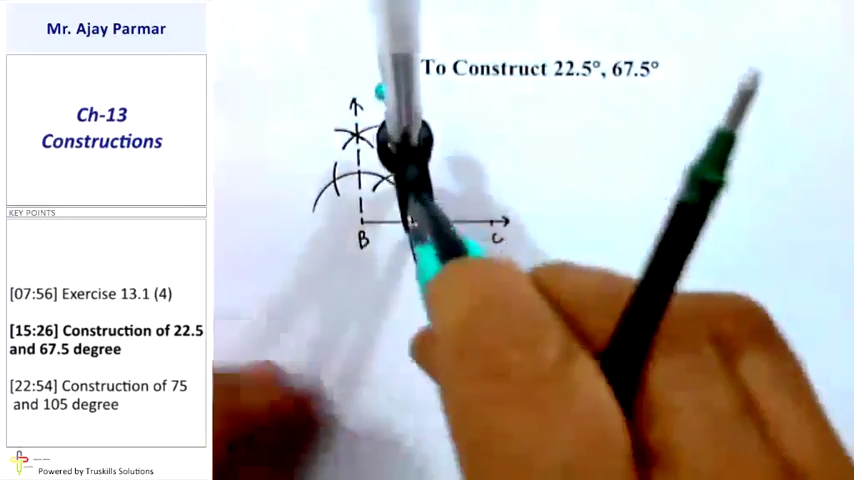 Mr. Ajay Parmar
Ch-13
Constructions
KEY POINTS
[07:56] Exercise 13.1 (4)
[15:26] Construction of 22.5
and 67.5 degree
[22:54] Construction of 75
and 105 degree
Powered by Truskills Solutions
To Construct 22.5°, 67.5°
B
C